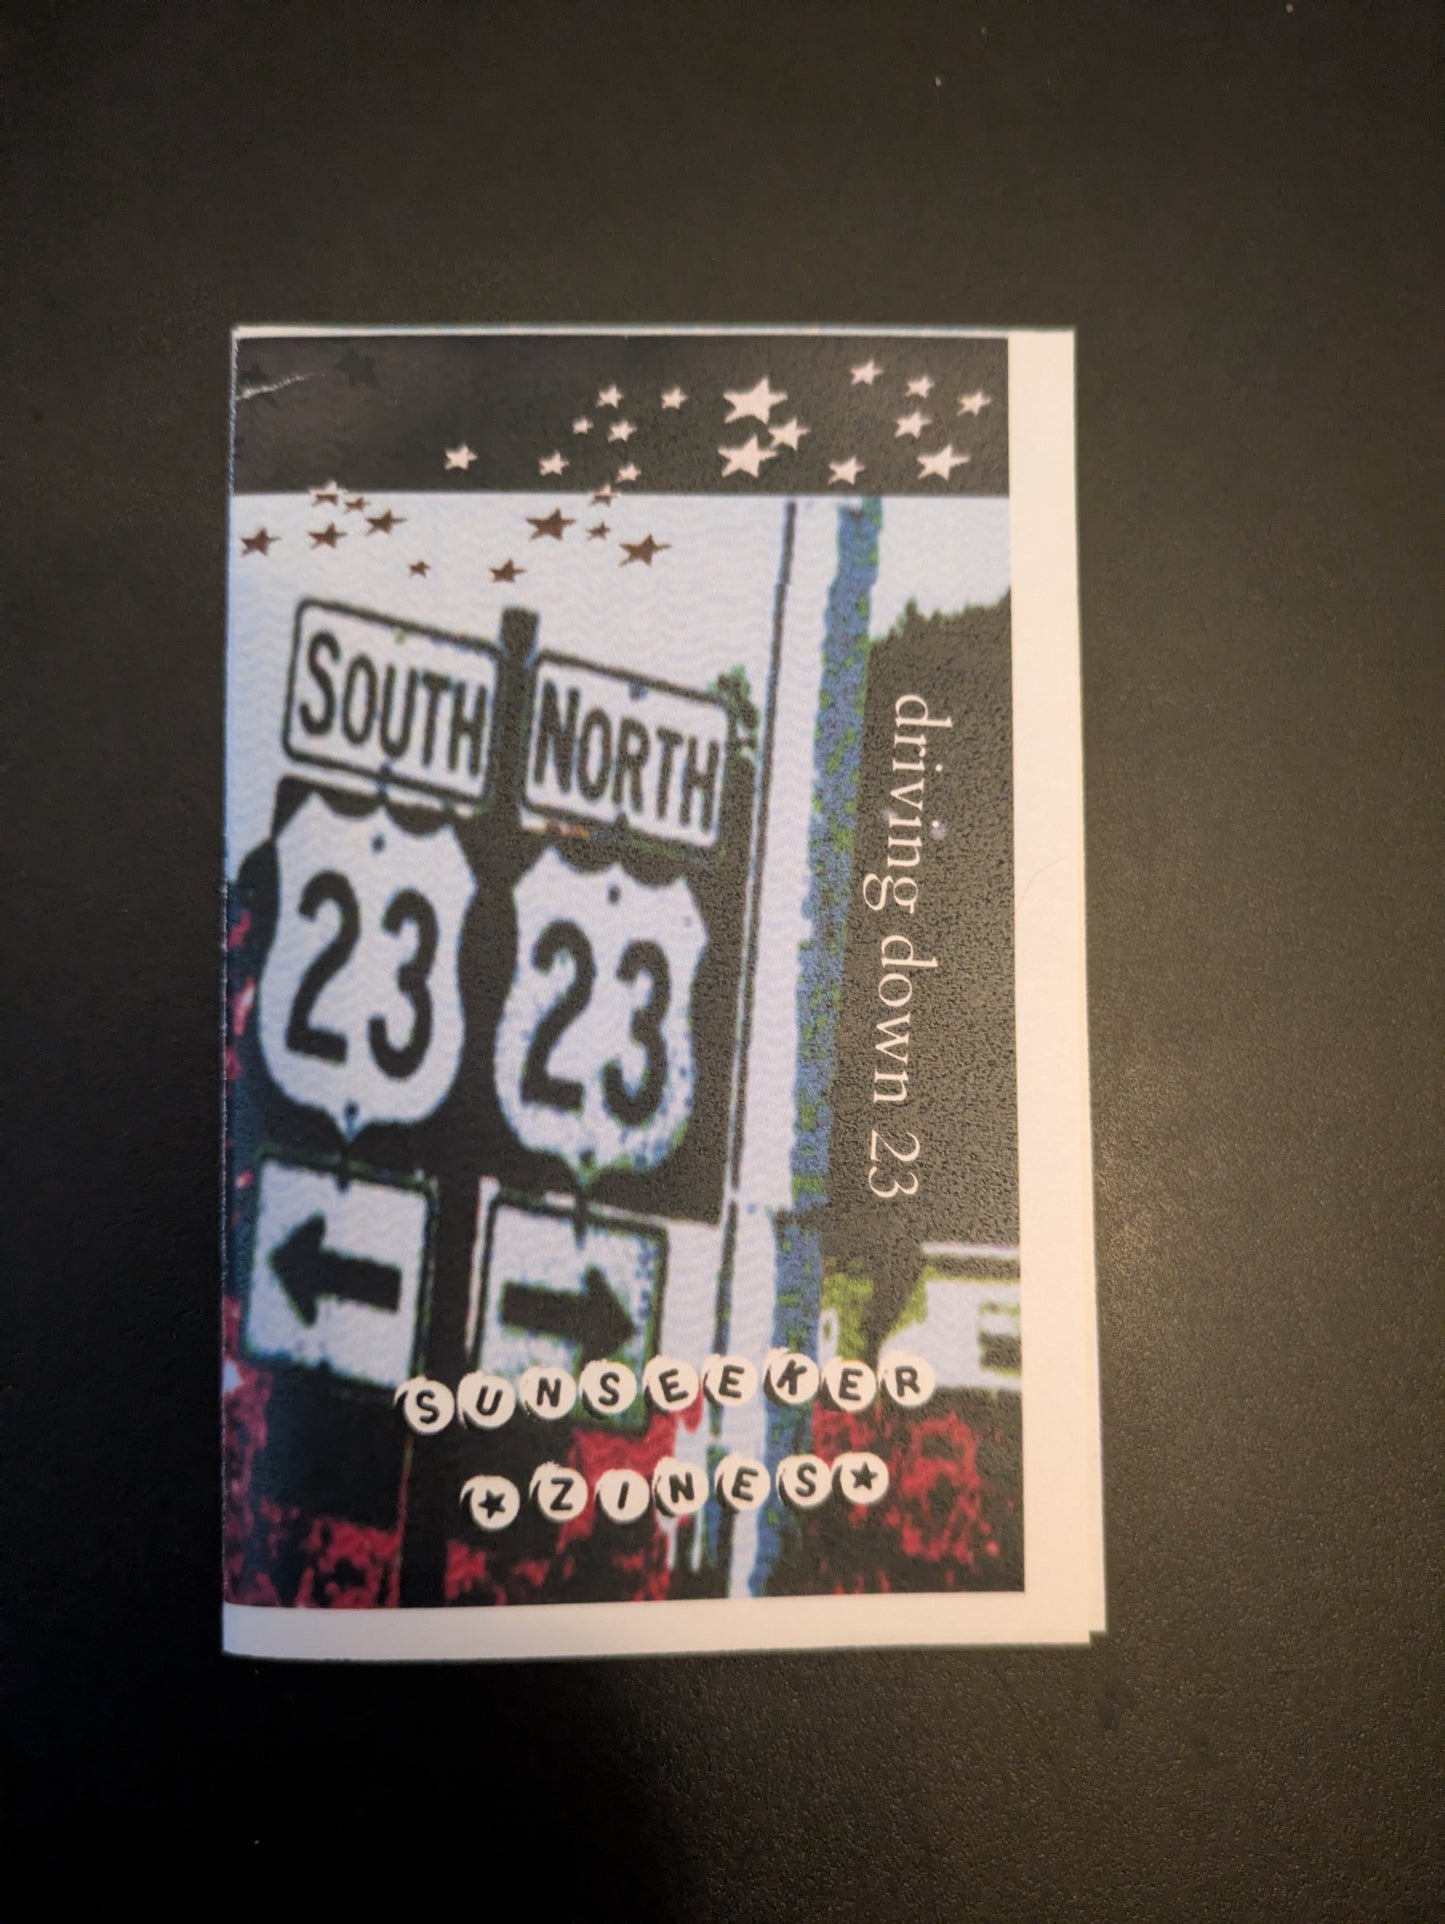 SOUTH NORTH
23 23
driving down 23
SUNSEEKER
★ZINES★